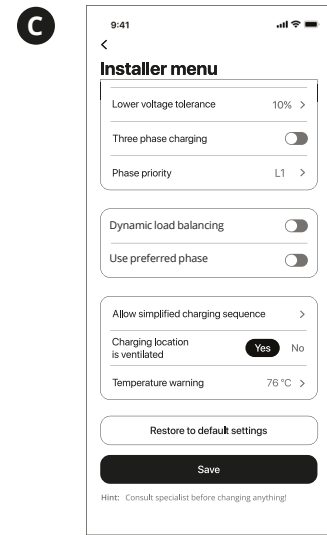 C
9:41
Installer menu
Lower voltage tolerance 10% >
Three phase charging
Phase priority L1 >
Dynamic load balancing
Use preferred phase
Allow simplified charging sequence >
Charging location
is ventilated Yes No
Temperature warning 76 °C >
Restore to default settings
Save
Hint: Consult specialist before changing anything!